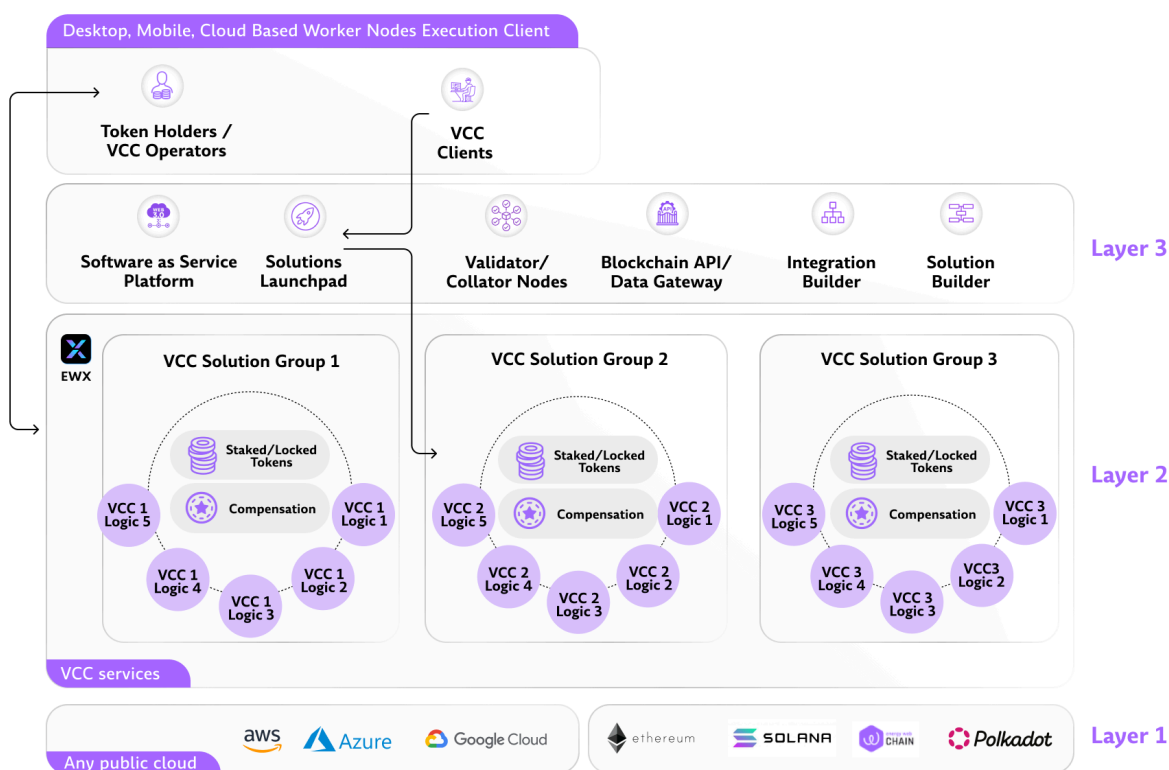 Desktop, Mobile, Cloud Based Worker Nodes Execution Client
Token Holders /
VCC Operators
VCC
Clients
WEB
3.0
Software as Service
Platform
Solutions
Launchpad
Validator/
Collator Nodes
API
Blockchain API/
Data Gateway
Integration
Builder
Solution
Builder
Layer 3
EWX
VCC Solution Group 1
Staked/Locked
Tokens
Compensation
VCC 1
Logic 5
VCC 1
Logic 4
VCC 1
Logic 3
VCC 1
Logic 2
VCC 1
Logic 1
VCC Solution Group 2
Staked/Locked
Tokens
Compensation
VCC 2
Logic 5
VCC 2
Logic 4
VCC 2
Logic 3
VCC 2
Logic 2
VCC 2
Logic 1
VCC Solution Group 3
Staked/Locked
Tokens
Compensation
VCC 3
Logic 5
VCC 3
Logic 4
VCC 3
Logic 3
VCC3
Logic 2
VCC 3
Logic 1
Layer 2
VCC services
aws
Azure
Google Cloud
Any public cloud
ethereum
SOLANA
energy web
CHAIN
Polkadot
Layer 1